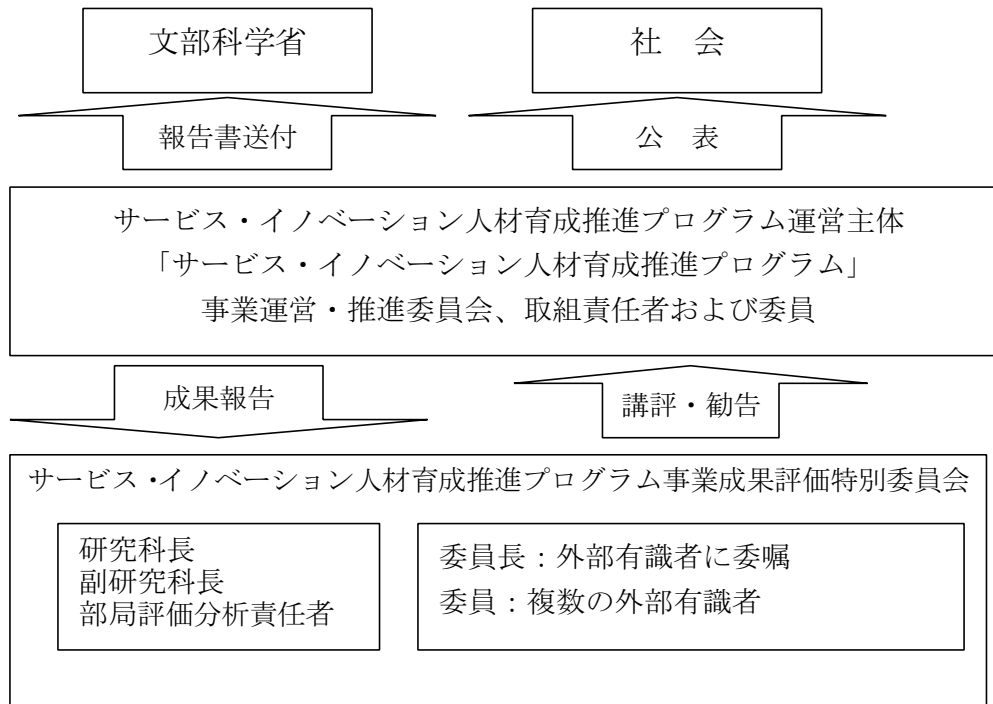 文部科学省
社　会
報告書送付
公　表
サービス・イノベーション人材育成推進プログラム運営主体
「サービス・イノベーション人材育成推進プログラム」
事業運営・推進委員会、取組責任者および委員
成果報告
講評・勧告
サービス・イノベーション人材育成推進プログラム事業成果評価特別委員会
研究科長
副研究科長
部局評価分析責任者
委員長：外部有識者に委嘱
委員：複数の外部有識者